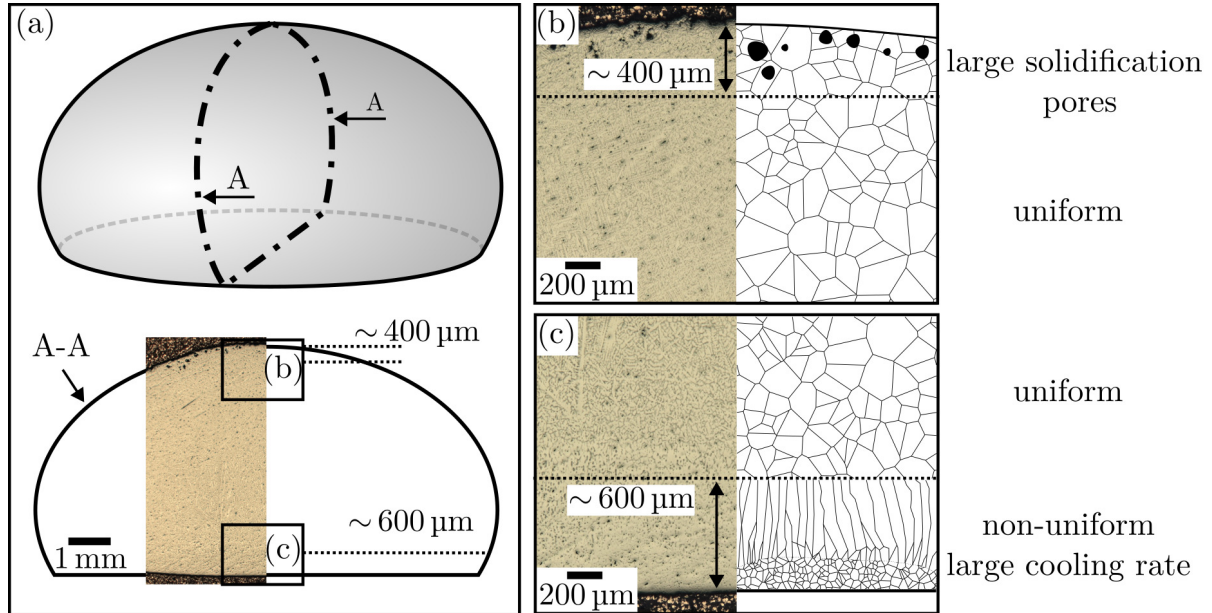 (a)
A
A
A-A
~ 400 µm
(b)
~ 600 µm
(c)
1 mm
(b)
~ 400 µm
200 µm
large solidification
pores
uniform
(c)
~ 600 µm
200 µm
uniform
non-uniform
large cooling rate